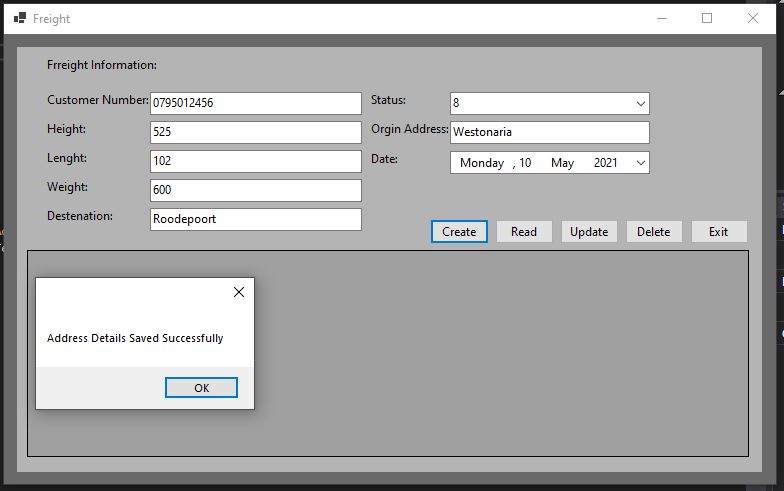 Freight
Frreight Information:
Customer Number: 0795012456 Status: 8
Height: 525 Orgin Address: Westonaria
Lenght: 102 Date: Monday , 10 May 2021
Weight: 600
Destenation: Roodepoort
Create Read Update Delete Exit
Address Details Saved Successfully
OK